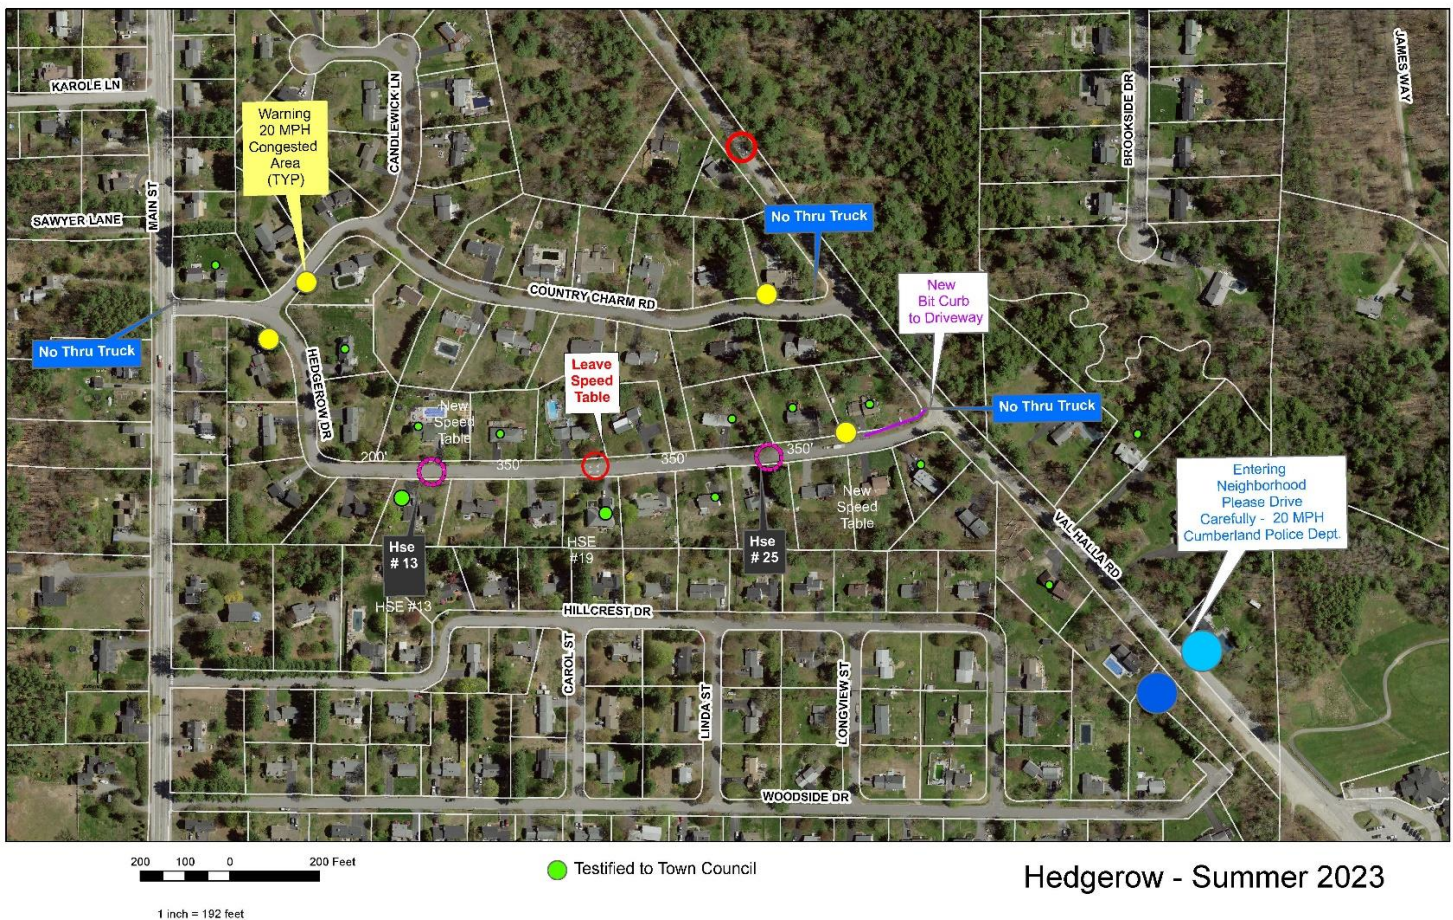 KAROLE LN
Warning
20 MPH
Congested
Area
(TYP)
CANDLEWICK LN
BROOKSIDE DR
JAMES WAY
MAIN ST
SAWYER LANE
No Thru Truck
COUNTRY CHARM RD
New
Bit Curb
to Driveway
No Thru Truck
HEDGEROW DR
Leave
Speed
Table
No Thru Truck
New
Speed
Table
200'
350'
350'
350'
New
Speed
Table
Entering
Neighborhood
Please Drive
Carefully - 20 MPH
Cumberland Police Dept.
VAL HALLA RD
Hse
# 13
HSE
#19
Hse
# 25
HSE #13
HILLCREST DR
CAROL ST
LINDA ST
LONGVIEW ST
WOODSIDE DR
200 100 0 200 Feet
1 inch = 192 feet
Testified to Town Council
Hedgerow - Summer 2023